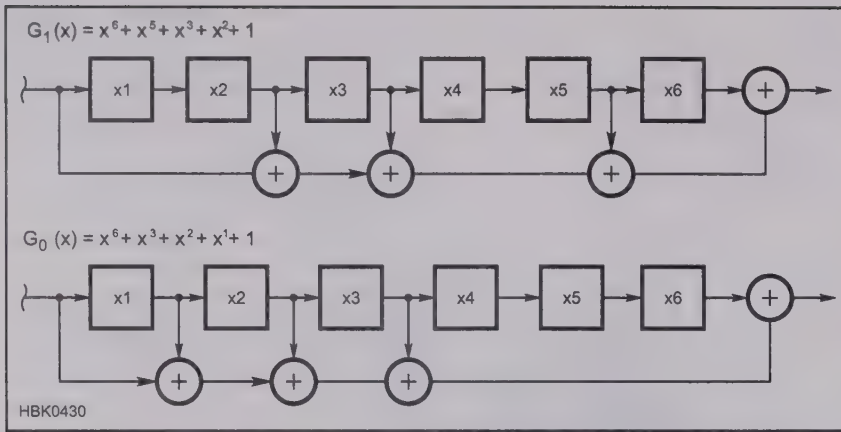 G₁(x) = x⁶ + x⁵ + x³ + x² + 1
x1 x2 x3 x4 x5 x6 +
+ + +
G₀ (x) = x⁶ + x³ + x² + x¹ + 1
x1 x2 x3 x4 x5 x6 +
+ + +
HBK0430